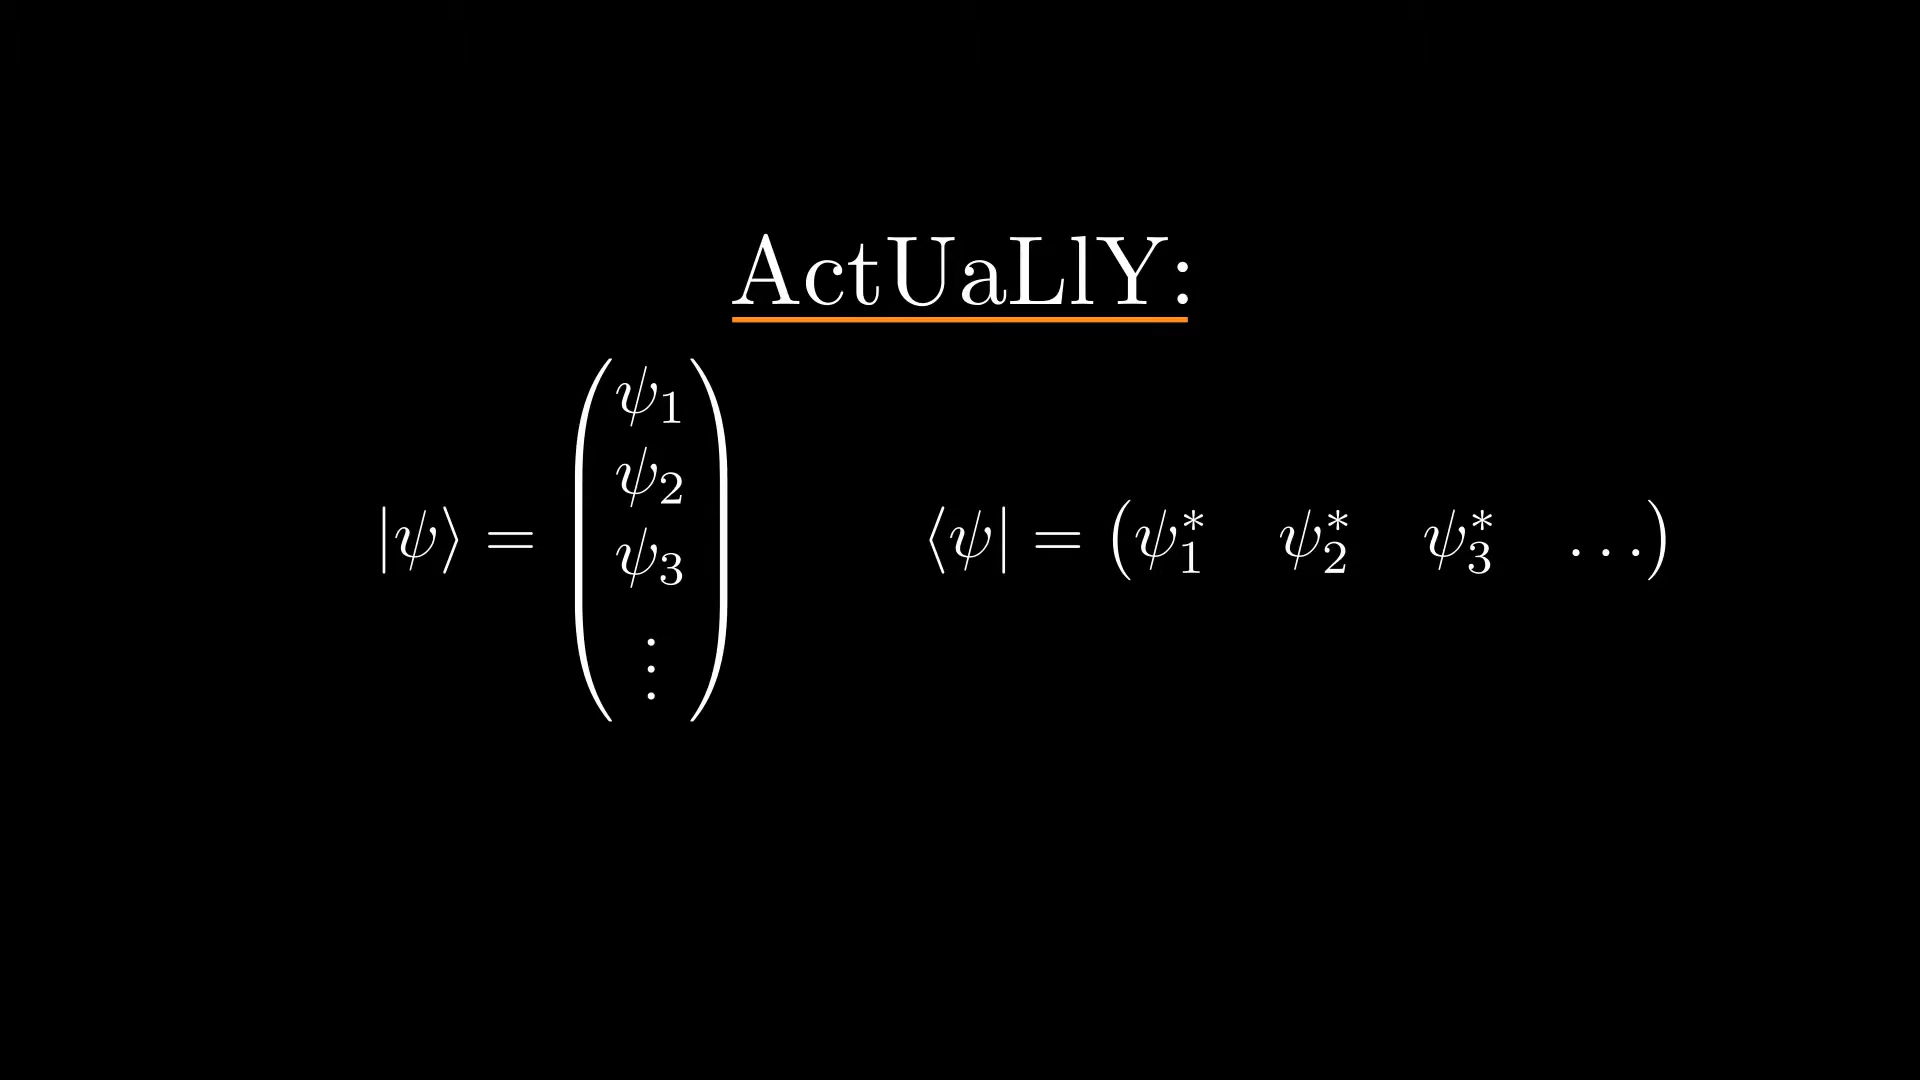 ActUaLlY:
|ψ⟩ = (ψ₁ ψ₂ ψ₃ ⋮)
⟨ψ| = (ψ₁* ψ₂* ψ₃* …)